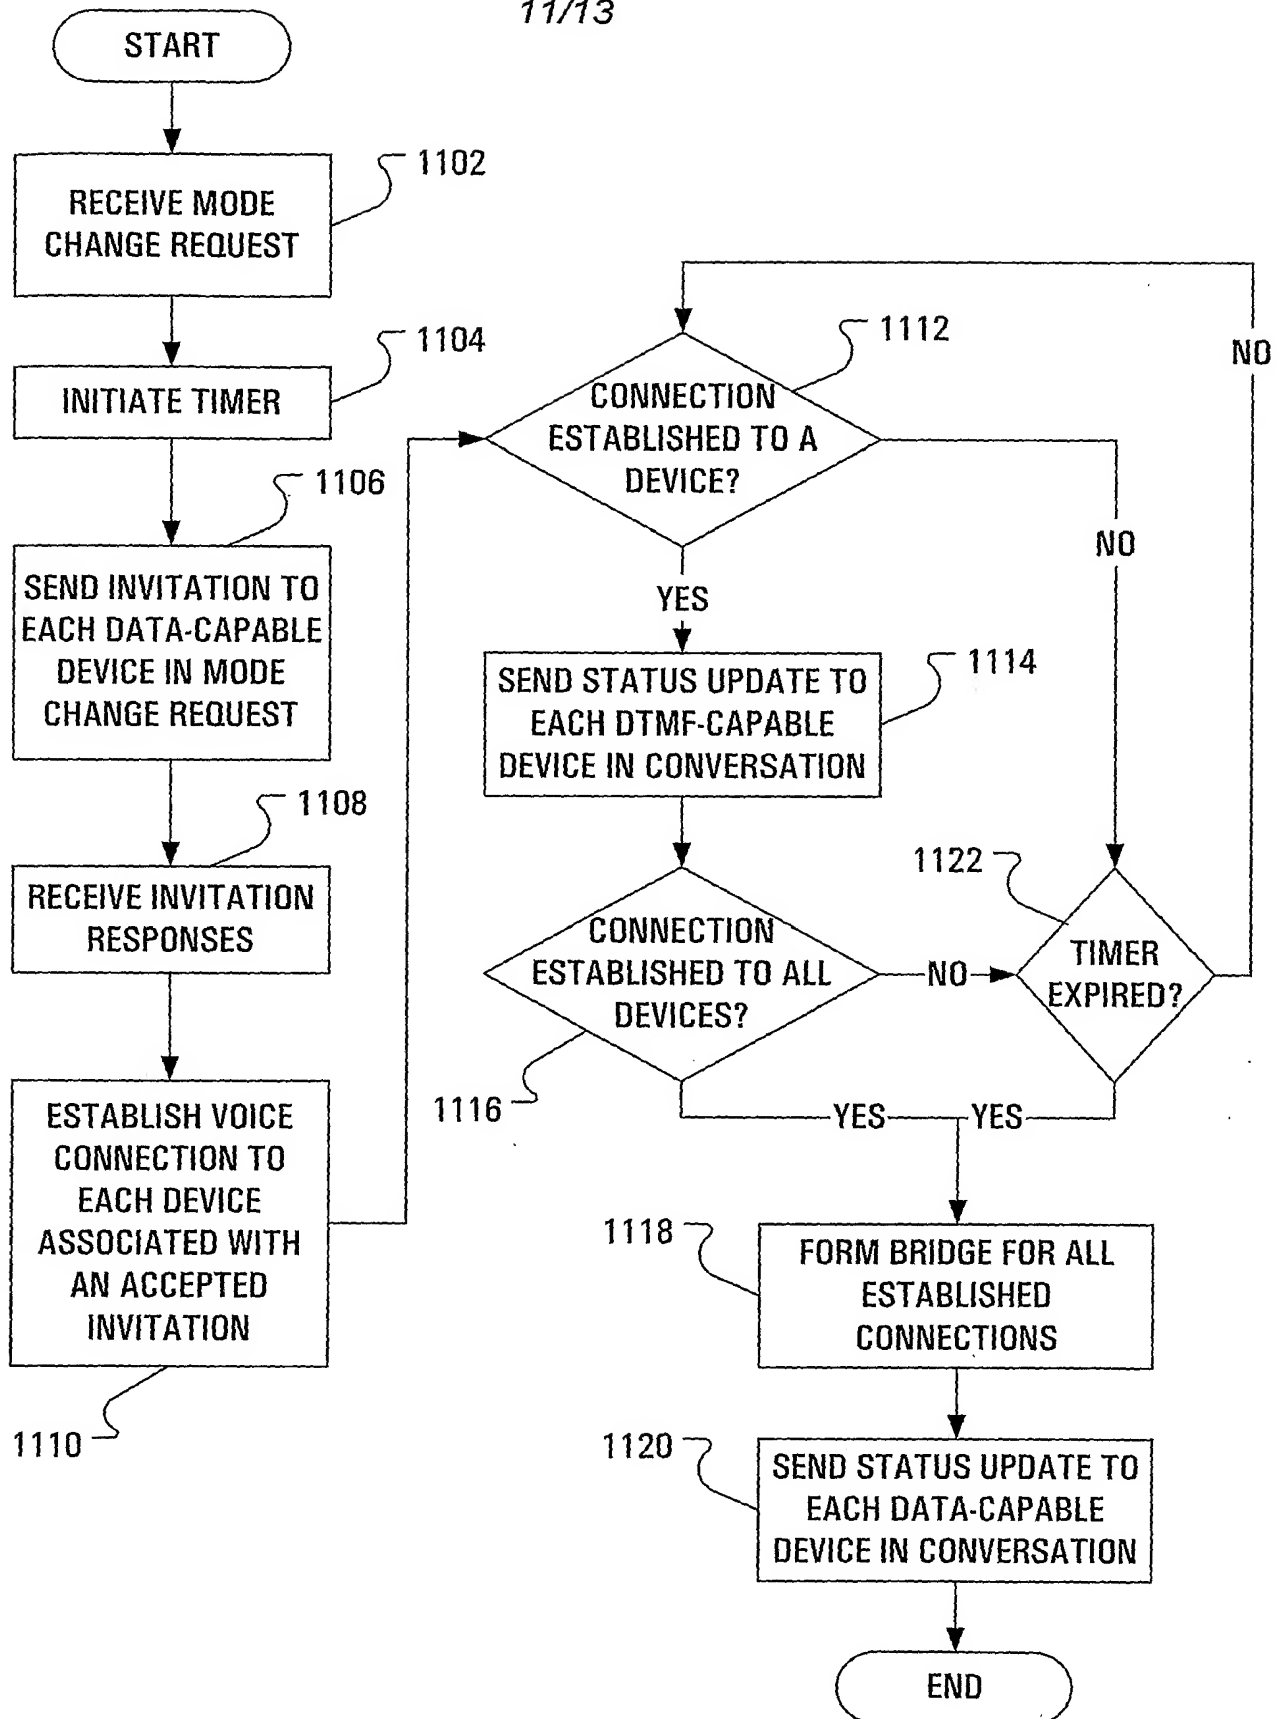 11/13
START
1102
RECEIVE MODE
CHANGE REQUEST
1104
INITIATE TIMER
1106
SEND INVITATION TO
EACH DATA-CAPABLE
DEVICE IN MODE
CHANGE REQUEST
1108
RECEIVE INVITATION
RESPONSES
ESTABLISH VOICE
CONNECTION TO
EACH DEVICE
ASSOCIATED WITH
AN ACCEPTED
INVITATION
1110
1112
CONNECTION
ESTABLISHED TO A
DEVICE?
NO
NO
YES
1114
SEND STATUS UPDATE TO
EACH DTMF-CAPABLE
DEVICE IN CONVERSATION
1122
CONNECTION
ESTABLISHED TO ALL
DEVICES?
NO
TIMER
EXPIRED?
1116
YES
YES
1118
FORM BRIDGE FOR ALL
ESTABLISHED
CONNECTIONS
1120
SEND STATUS UPDATE TO
EACH DATA-CAPABLE
DEVICE IN CONVERSATION
END